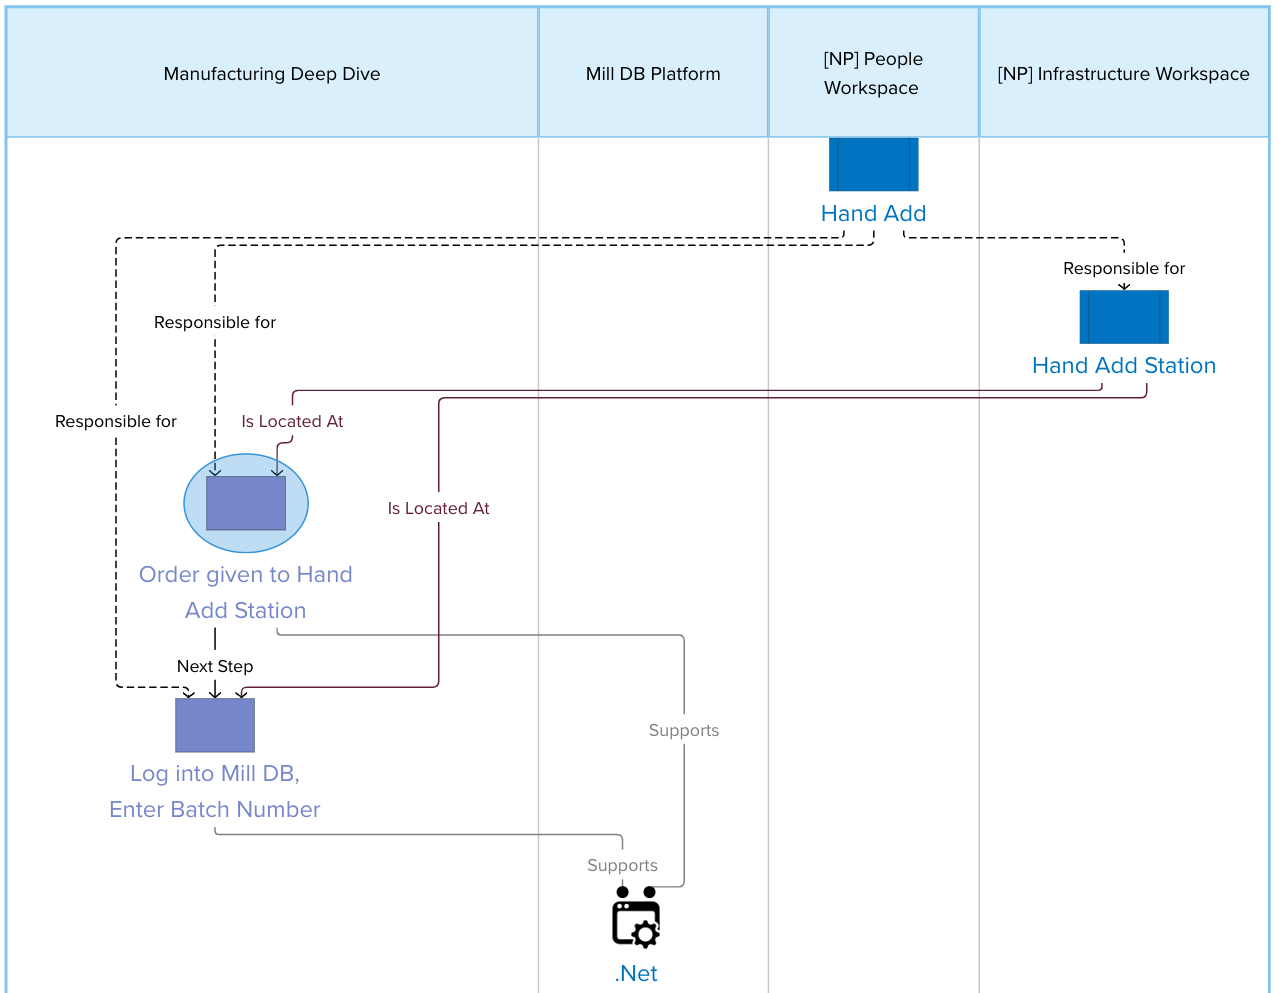 Manufacturing Deep Dive
Mill DB Platform
[NP] People
Workspace
[NP] Infrastructure Workspace
Hand Add
Responsible for
Responsible for
Hand Add Station
Responsible for
Is Located At
Is Located At
Order given to Hand
Add Station
Next Step
Supports
Log into Mill DB,
Enter Batch Number
Supports
.Net